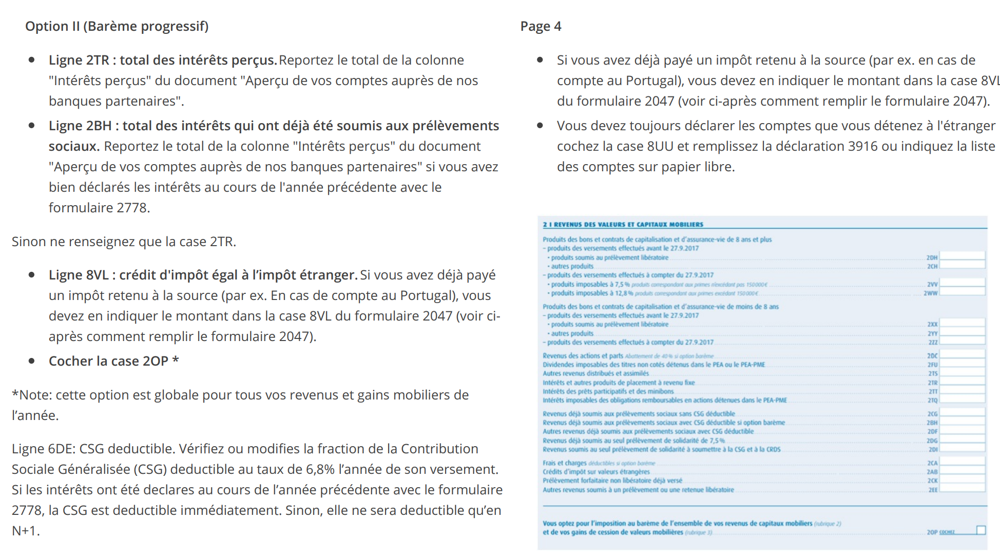 Option II (Barème progressif)
• Ligne 2TR : total des intérêts perçus. Reportez le total de la colonne
"Intérêts perçus" du document "Aperçu de vos comptes auprès de nos
banques partenaires".
• Ligne 2BH : total des intérêts qui ont déjà été soumis aux prélèvements
sociaux. Reportez le total de la colonne "Intérêts perçus" du document
"Aperçu de vos comptes auprès de nos banques partenaires" si vous avez
bien déclarés les intérêts au cours de l'année précédente avec le
formulaire 2778.
Sinon ne renseignez que la case 2TR.
• Ligne 8VL : crédit d'impôt égal à l’impôt étranger. Si vous avez déjà payé
un impôt retenu à la source (par ex. En cas de compte au Portugal), vous
devez en indiquer le montant dans la case 8VL du formulaire 2047 (voir ci-
après comment remplir le formulaire 2047).
• Cocher la case 2OP *
*Note: cette option est globale pour tous vos revenus et gains mobiliers de
l’année.
Ligne 6DE: CSG deductible. Vérifiez ou modifies la fraction de la Contribution
Sociale Généralisée (CSG) deductible au taux de 6,8% l’année de son versement.
Si les intérêts ont été declares au cours de l’année précédente avec le formulaire
2778, la CSG est deductible immédiatement. Sinon, elle ne sera deductible qu’en
N+1.
Page 4
• Si vous avez déjà payé un impôt retenu à la source (par ex. en cas de
compte au Portugal), vous devez en indiquer le montant dans la case 8VL
du formulaire 2047 (voir ci-après comment remplir le formulaire 2047).
• Vous devez toujours déclarer les comptes que vous détenez à l'étranger
cochez la case 8UU et remplissez la déclaration 3916 ou indiquez la liste
des comptes sur papier libre.
2 I REVENUS DES VALEURS ET CAPITAUX MOBILIERS
Produits des bons et contrats de capitalisation et d’assurance-vie de 8 ans et plus
– produits des versements effectués avant le 27.9.2017
• produits soumis au prélèvement libératoire 2DH
• autres produits 2CH
– produits des versements effectués à compter du 27.9.2017
• produits imposables à 7,5 % produits correspondant aux primes n’excédant pas 150 000 € 2VV
• produits imposables à 12,8 % produits correspondant aux primes excédant 150 000 € 2WW
Produits des bons et contrats de capitalisation et d’assurance-vie de moins de 8 ans
– produits des versements effectués avant le 27.9.2017
• produits soumis au prélèvement libératoire 2XX
• autres produits 2YY
– produits des versements effectués à compter du 27.9.2017 2ZZ
Revenus des actions et parts Abattement de 40 % si option barème 2DC
Dividendes imposables des titres non cotés détenus dans le PEA ou le PEA-PME 2FU
Autres revenus distribués et assimilés 2TS
Intérêts et autres produits de placement à revenu fixe 2TR
Intérêts des prêts participatifs et des minibons 2TT
Intérêts imposables des obligations remboursables en actions détenues dans le PEA-PME 2TQ
Revenus déjà soumis aux prélèvements sociaux sans CSG déductible 2CG
Revenus déjà soumis aux prélèvements sociaux avec CSG déductible si option barème 2BH
Autres revenus déjà soumis aux prélèvements sociaux avec CSG déductible 2DF
Revenus déjà soumis au seul prélèvement de solidarité de 7,5 % 2DG
Revenus soumis au seul prélèvement de solidarité à soumettre à la CSG et à la CRDS 2DI
Frais et charges déductibles si option barème 2CA
Crédits d’impôt sur valeurs étrangères 2AB
Prélèvement forfaitaire non libératoire déjà versé 2CK
Autres revenus soumis à un prélèvement ou une retenue libératoire 2EE
Vous optez pour l’imposition au barème de l’ensemble de vos revenus de capitaux mobiliers (rubrique 2)
et de vos gains de cession de valeurs mobilières (rubrique 3) 2OP COCHEZ